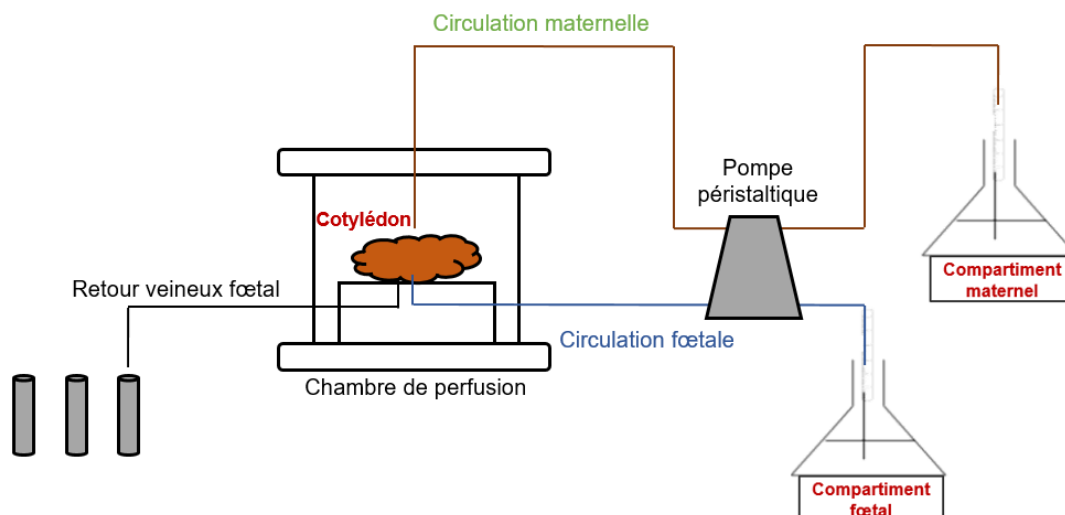 Circulation maternelle
Pompe
péristaltique
Cotylédon
Compartiment
maternel
Retour veineux fœtal
Circulation fœtale
Chambre de perfusion
Compartiment
fœtal